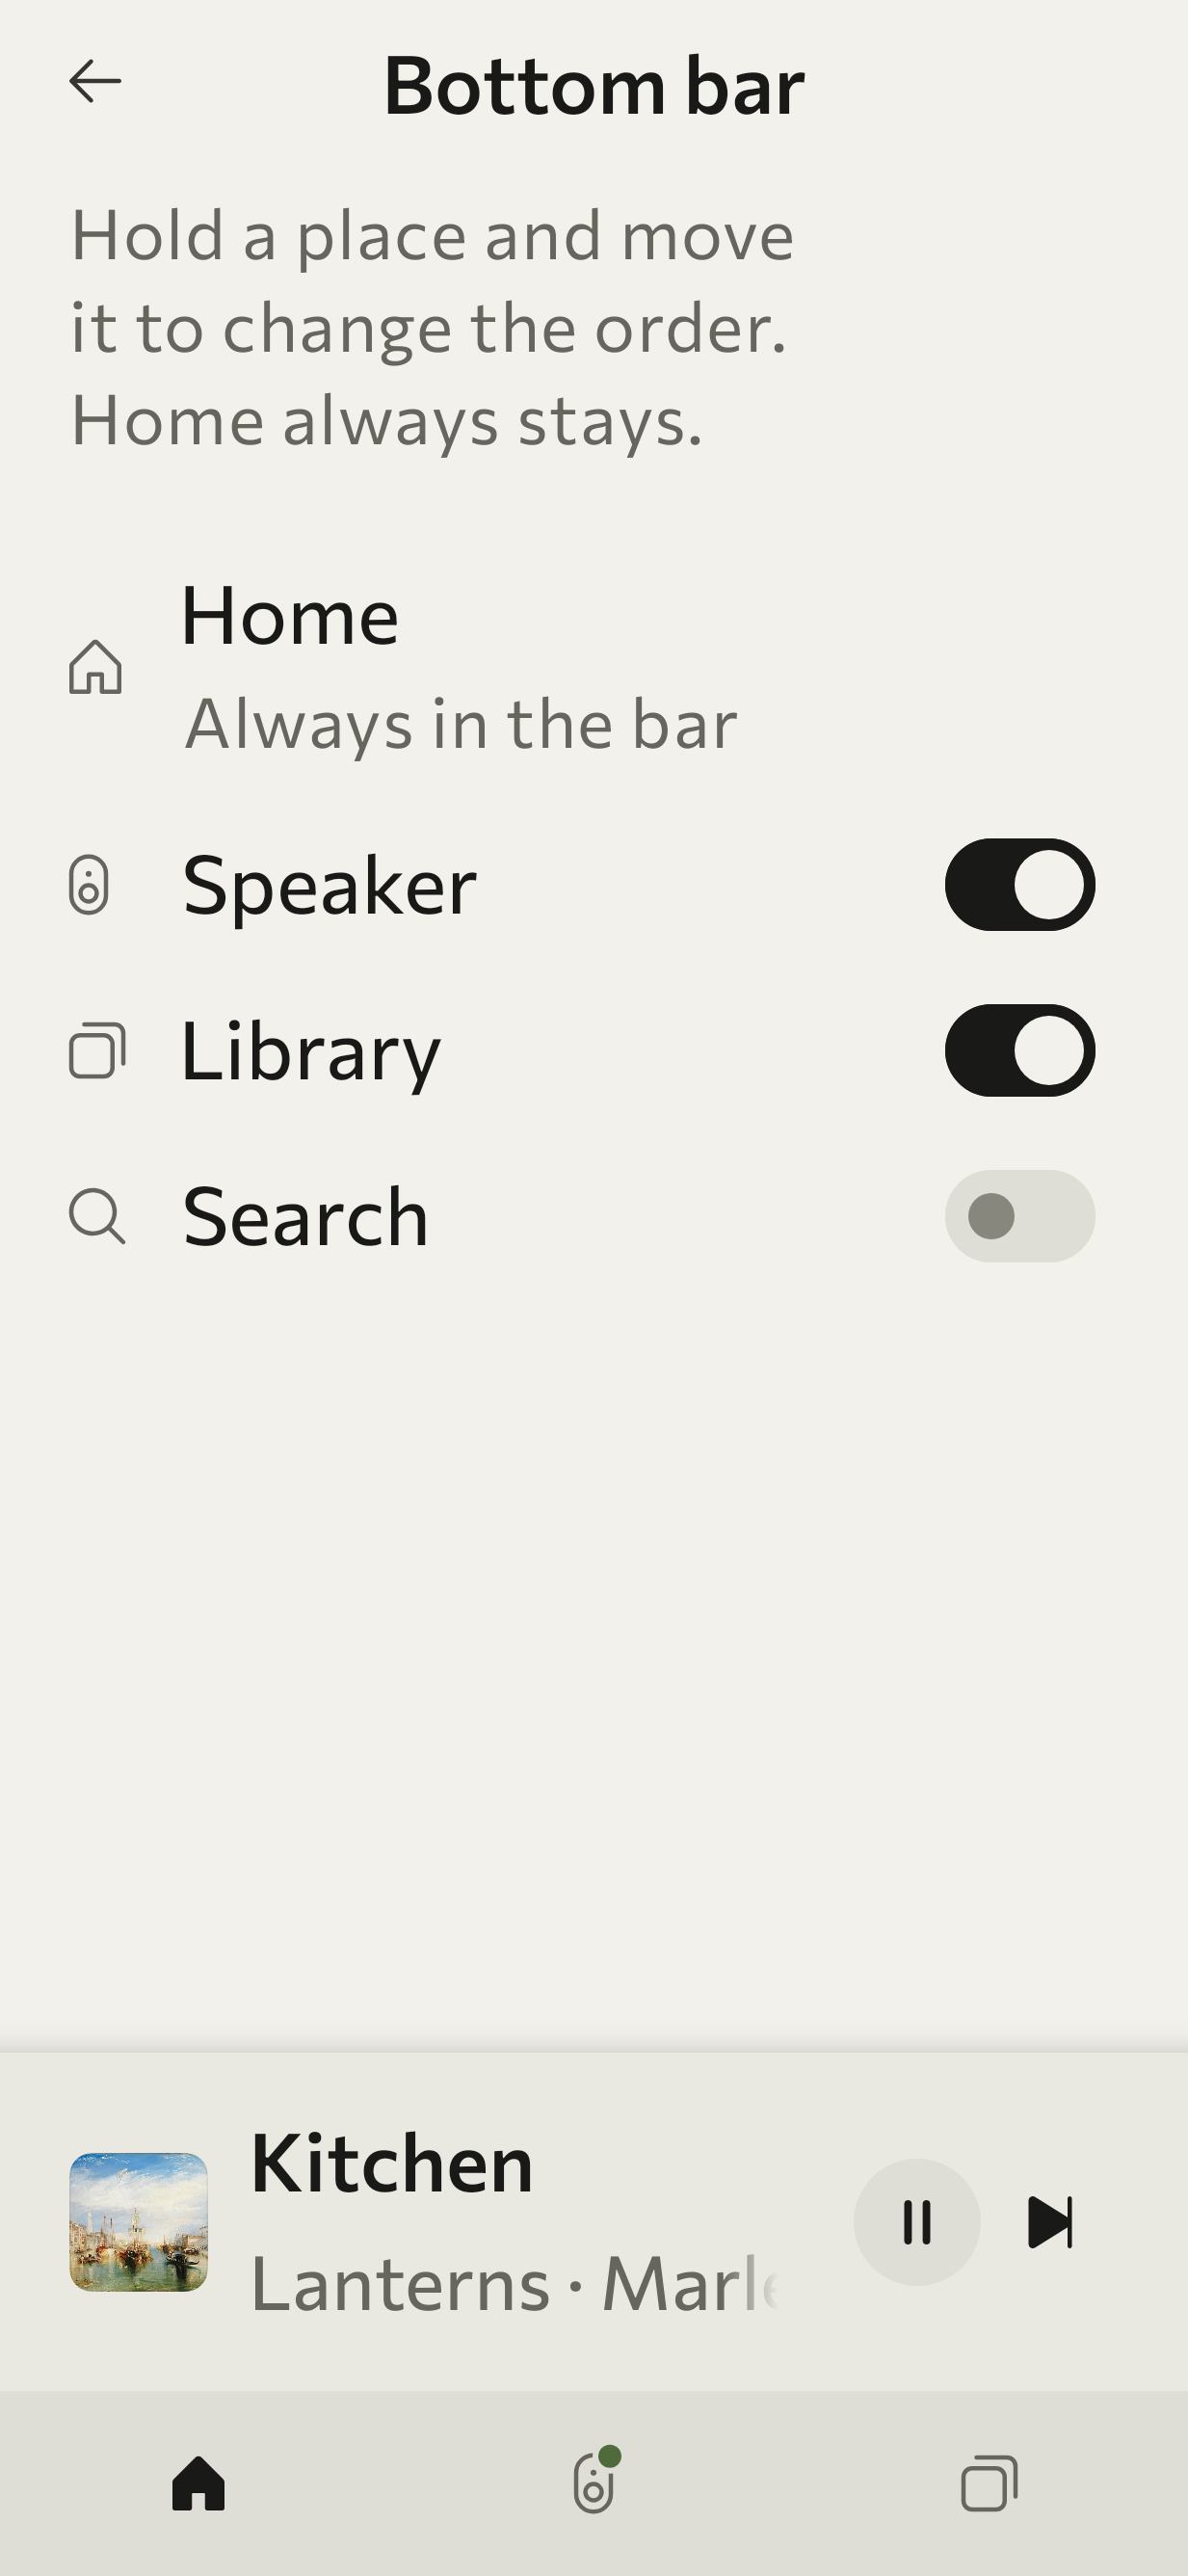 Bottom bar
Hold a place and move
it to change the order.
Home always stays.
Home
Always in the bar
Speaker
Library
Search
Kitchen
Lanterns ·